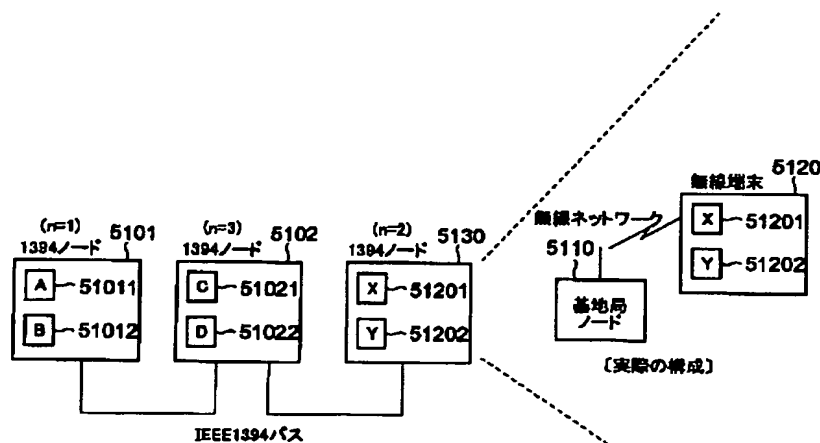 (n=1)
1394ノード
5101
A
51011
B
51012
(n=3)
1394ノード
5102
C
51021
D
51022
(n=2)
1394ノード
5130
X
51201
Y
51202
IEEE1394バス
無線ネットワーク
5110
基地局
ノード
無線端末
5120
X
51201
Y
51202
〔実際の構成〕